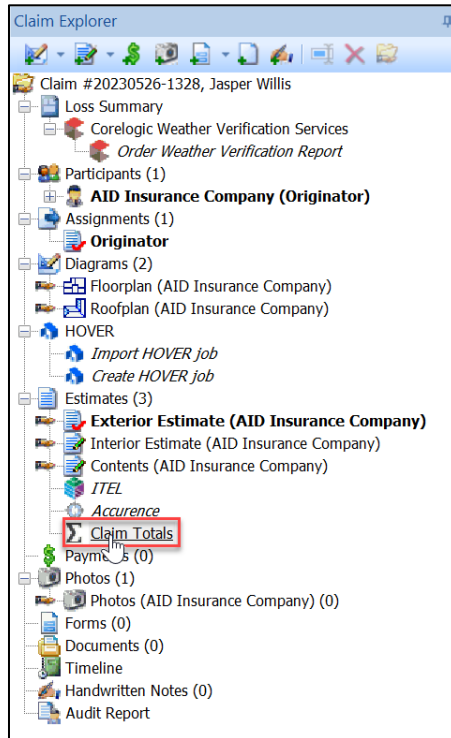 Claim Explorer
Claim #20230526-1328, Jasper Willis
Loss Summary
Corelogic Weather Verification Services
Order Weather Verification Report
Participants (1)
AID Insurance Company (Originator)
Assignments (1)
Originator
Diagrams (2)
Floorplan (AID Insurance Company)
Roofplan (AID Insurance Company)
HOVER
Import HOVER job
Create HOVER job
Estimates (3)
Exterior Estimate (AID Insurance Company)
Interior Estimate (AID Insurance Company)
Contents (AID Insurance Company)
ITEL
Accurence
Claim Totals
Payments (0)
Photos (1)
Photos (AID Insurance Company) (0)
Forms (0)
Documents (0)
Timeline
Handwritten Notes (0)
Audit Report